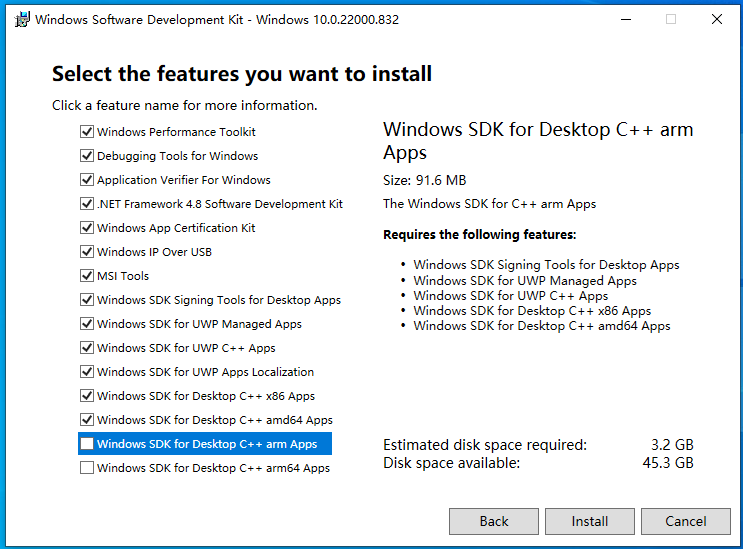 Windows Software Development Kit - Windows 10.0.22000.832
Select the features you want to install
Click a feature name for more information.
Windows Performance Toolkit
Debugging Tools for Windows
Application Verifier For Windows
.NET Framework 4.8 Software Development Kit
Windows App Certification Kit
Windows IP Over USB
MSI Tools
Windows SDK Signing Tools for Desktop Apps
Windows SDK for UWP Managed Apps
Windows SDK for UWP C++ Apps
Windows SDK for UWP Apps Localization
Windows SDK for Desktop C++ x86 Apps
Windows SDK for Desktop C++ amd64 Apps
Windows SDK for Desktop C++ arm Apps
Windows SDK for Desktop C++ arm64 Apps
Windows SDK for Desktop C++ arm
Apps
Size: 91.6 MB
The Windows SDK for C++ arm Apps
Requires the following features:
• Windows SDK Signing Tools for Desktop Apps
• Windows SDK for UWP Managed Apps
• Windows SDK for UWP C++ Apps
• Windows SDK for Desktop C++ x86 Apps
• Windows SDK for Desktop C++ amd64 Apps
Estimated disk space required: 3.2 GB
Disk space available: 45.3 GB
Back Install Cancel